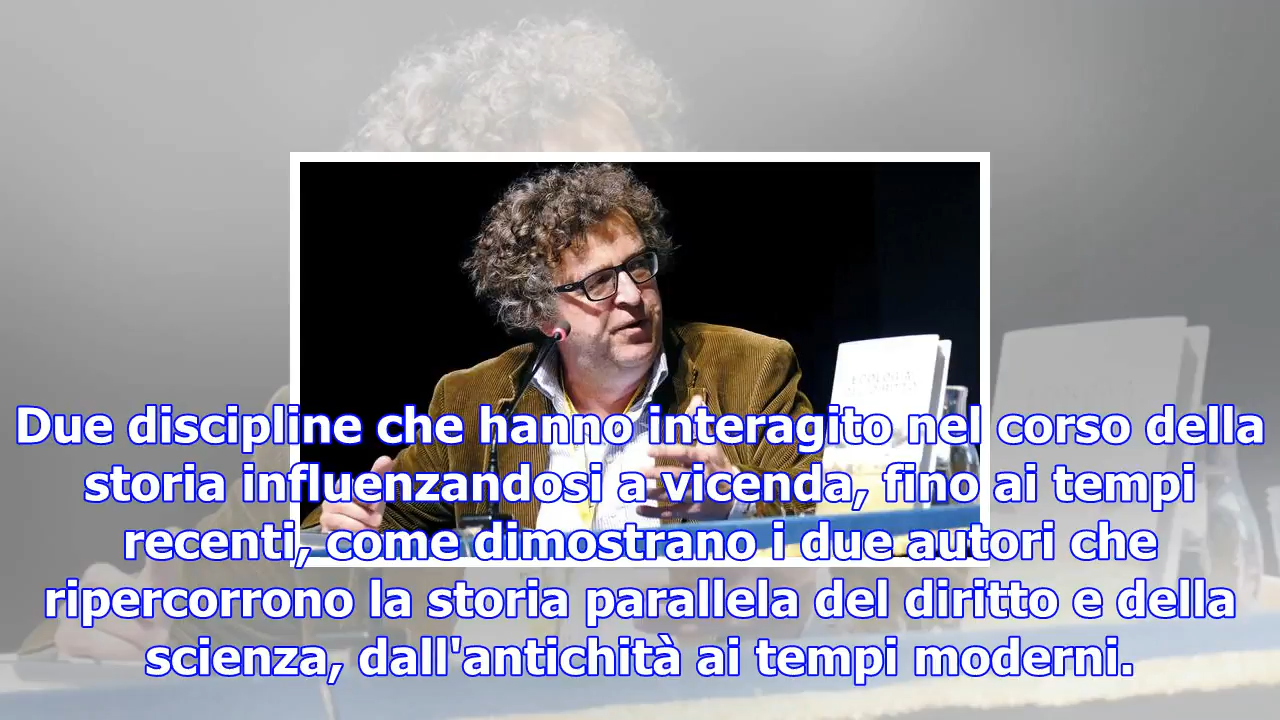 Due discipline che hanno interagito nel corso della
storia influenzandosi a vicenda, fino ai tempi
recenti, come dimostrano i due autori che
ripercorrono la storia parallela del diritto e della
scienza, dall'antichità ai tempi moderni.